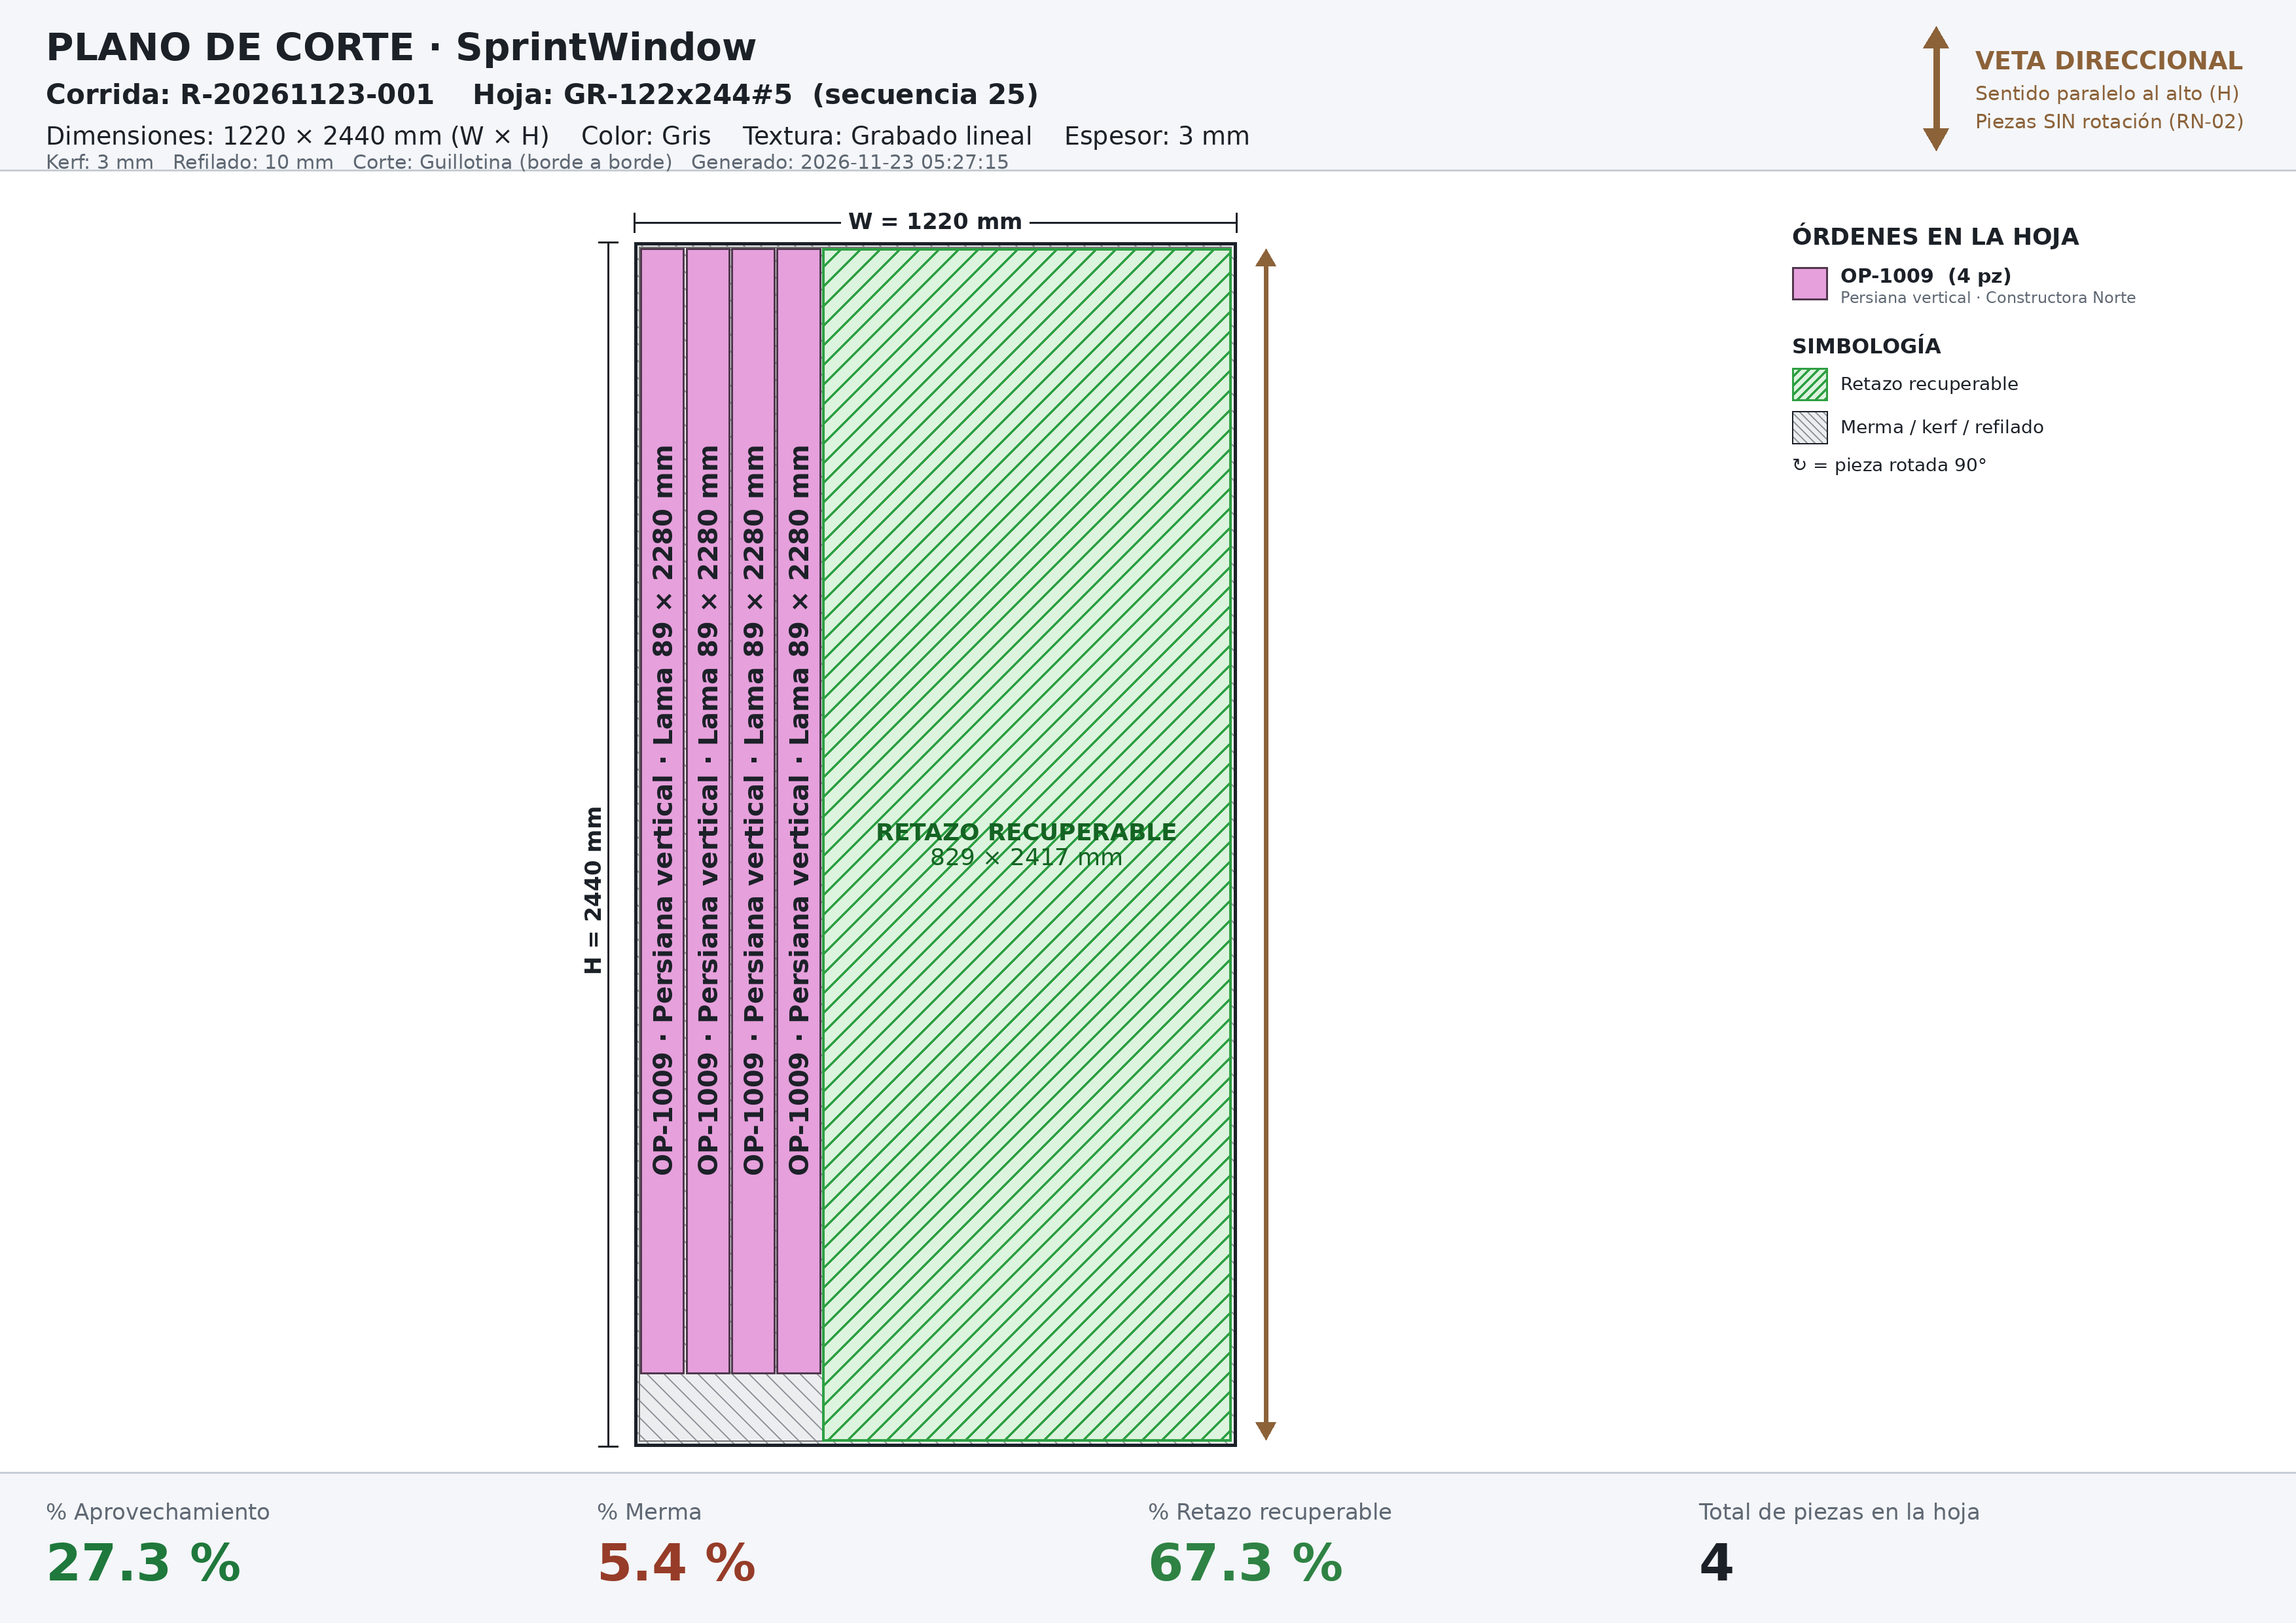 PLANO DE CORTE · SprintWindow
Corrida: R-20261123-001    Hoja: GR-122x244#5  (secuencia 25)
Dimensiones: 1220 × 2440 mm (W × H)    Color: Gris    Textura: Grabado lineal    Espesor: 3 mm
Kerf: 3 mm   Refilado: 10 mm   Corte: Guillotina (borde a borde)   Generado: 2026-11-23 05:27:15
VETA DIRECCIONAL
Sentido paralelo al alto (H)
Piezas SIN rotación (RN-02)
W = 1220 mm
H = 2440 mm
OP-1009 · Persiana vertical · Lama 89 × 2280 mm
OP-1009 · Persiana vertical · Lama 89 × 2280 mm
OP-1009 · Persiana vertical · Lama 89 × 2280 mm
OP-1009 · Persiana vertical · Lama 89 × 2280 mm
RETAZO RECUPERABLE
829 × 2417 mm
ÓRDENES EN LA HOJA
OP-1009  (4 pz)
Persiana vertical · Constructora Norte
SIMBOLOGÍA
Retazo recuperable
Merma / kerf / refilado
↻ = pieza rotada 90°
% Aprovechamiento
27.3 %
% Merma
5.4 %
% Retazo recuperable
67.3 %
Total de piezas en la hoja
4